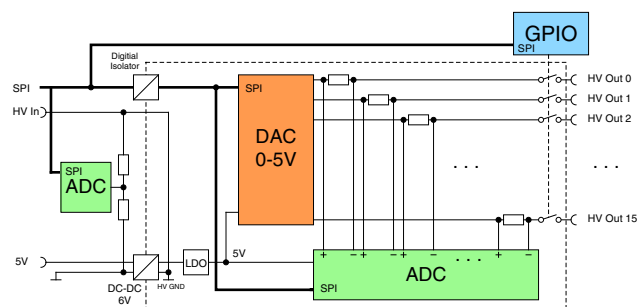 GPIO
SPI
Digitial
Isolator
SPI
SPI
HV Out 0
HV In
HV Out 1
DAC
0-5V
HV Out 2
SPI
ADC
. . .
. . .
HV Out 15
5V
5V
LDO
+ − + − + − . . . + −
ADC
SPI
DC-DC
6V
HV GND